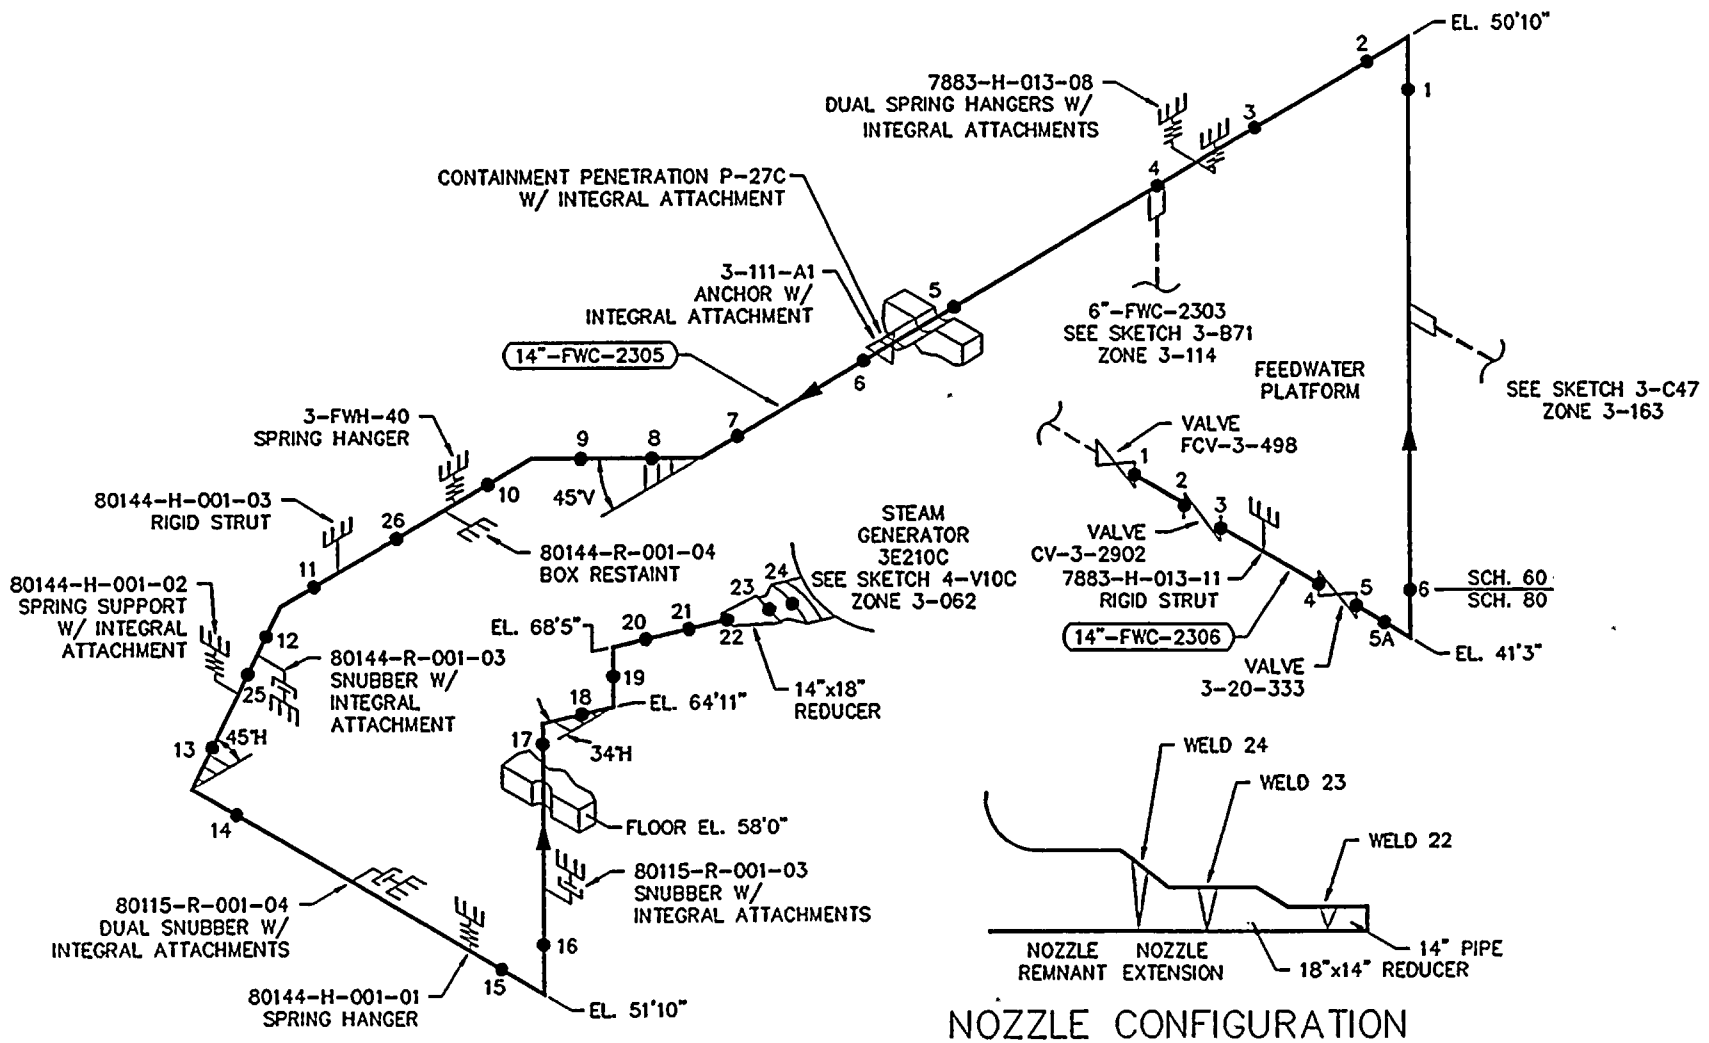 EL. 50'10"
2
1
7883-H-013-08
DUAL SPRING HANGERS W/
INTEGRAL ATTACHMENTS
3
4
CONTAINMENT PENETRATION P-27C
W/ INTEGRAL ATTACHMENT
3-111-A1
ANCHOR W/
INTEGRAL ATTACHMENT
5
6"-FWC-2303
SEE SKETCH 3-B71
ZONE 3-114
14"-FWC-2305
6
FEEDWATER
PLATFORM
SEE SKETCH 3-C47
ZONE 3-163
3-FWH-40
SPRING HANGER
7
8
9
45°V
10
VALVE
FCV-3-498
1
2
3
VALVE
CV-3-2902
7883-H-013-11
RIGID STRUT
4
5
5A
6
SCH. 60
SCH. 80
14"-FWC-2306
VALVE
3-20-333
EL. 41'3"
80144-H-001-03
RIGID STRUT
26
80144-R-001-04
BOX RESTAINT
11
80144-H-001-02
SPRING SUPPORT
W/ INTEGRAL
ATTACHMENT
12
80144-R-001-03
SNUBBER W/
INTEGRAL
ATTACHMENT
25
13
45°H
14
STEAM
GENERATOR
3E210C
SEE SKETCH 4-V10C
ZONE 3-062
24
23
22
21
20
EL. 68'5"
19
14"x18"
REDUCER
18
EL. 64'11"
17
34°H
FLOOR EL. 58'0"
80115-R-001-03
SNUBBER W/
INTEGRAL ATTACHMENTS
80115-R-001-04
DUAL SNUBBER W/
INTEGRAL ATTACHMENTS
16
15
80144-H-001-01
SPRING HANGER
EL. 51'10"
WELD 24
WELD 23
WELD 22
NOZZLE
REMNANT
NOZZLE
EXTENSION
14" PIPE
18"x14" REDUCER
NOZZLE CONFIGURATION